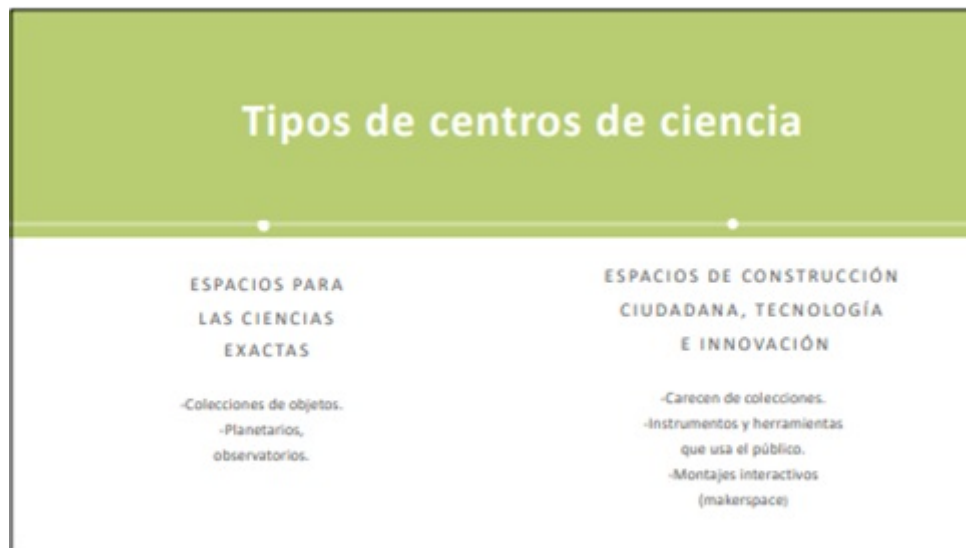 Tipos de centros de ciencia
ESPACIOS PARA
LAS CIENCIAS
EXACTAS
-Colecciones de objetos.
-Planetarios,
observatorios.
ESPACIOS DE CONSTRUCCIÓN
CIUDADANA, TECNOLOGÍA
E INNOVACIÓN
-Carecen de colecciones.
-Instrumentos y herramientas
que usa el público.
-Montajes interactivos
(makerspace)